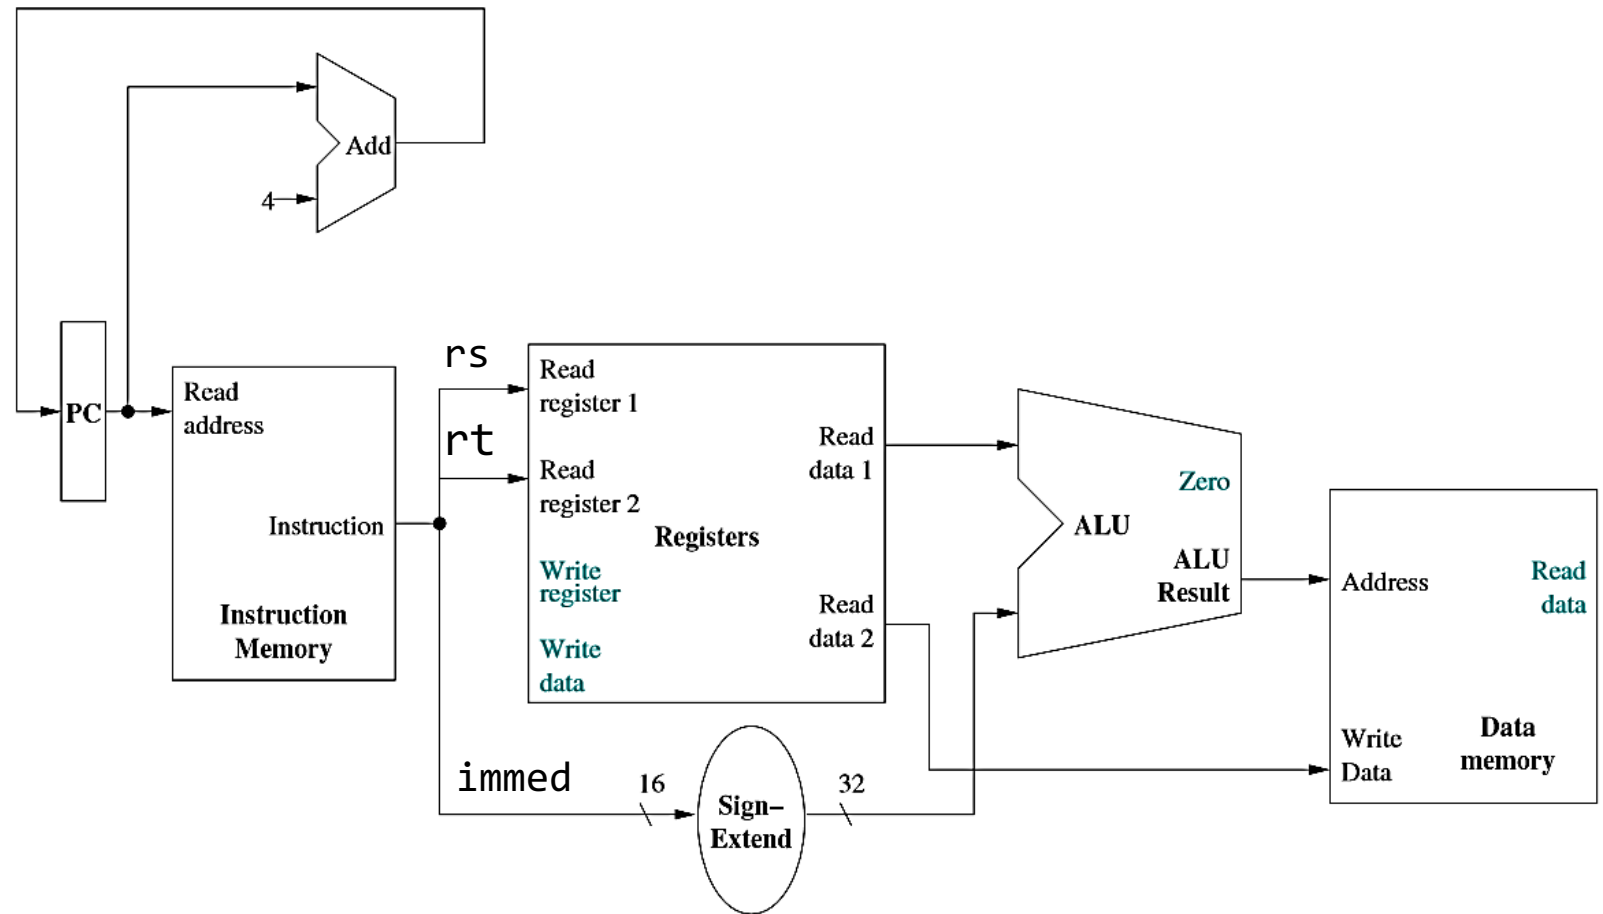 Add
4
rs
Read
register 1
PC
Read
address
rt
Read
data 1
Read
register 2
Zero
Instruction
Registers
ALU
ALU
Result
Write
register
Address
Read
data
Read
data 2
Instruction
Memory
Write
data
immed
16
Sign–
Extend
32
Write
Data
Data
memory